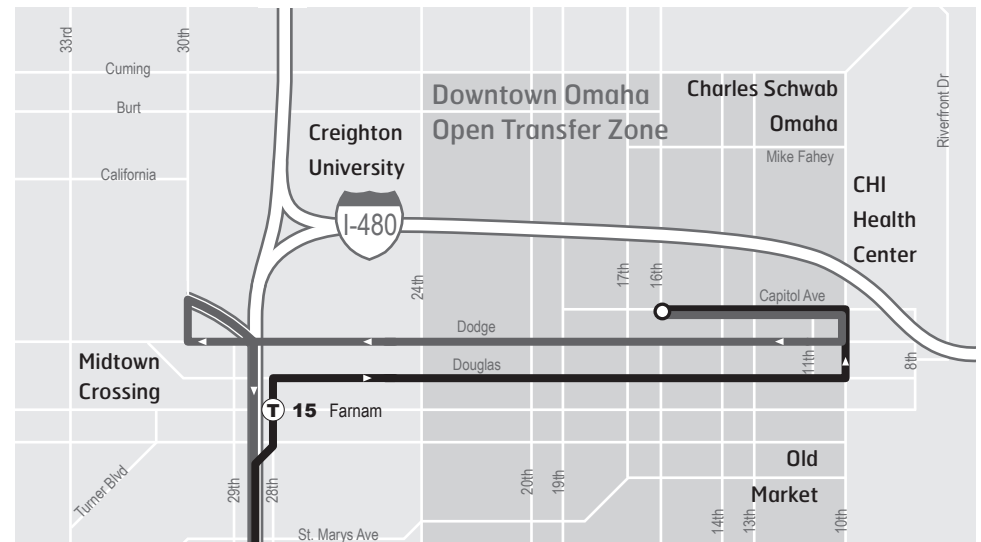 33rd
30th
Cuming
Burt
California
Creighton
University
Downtown Omaha
Open Transfer Zone
Charles Schwab
Omaha
Mike Fahey
Riverfront Dr
CHI
Health
Center
I-480
24th
17th
16th
Capitol Ave
Dodge
Douglas
11th
8th
Midtown
Crossing
T 15 Farnam
Turner Blvd
29th
28th
St. Marys Ave
20th
19th
Old
Market
14th
13th
10th